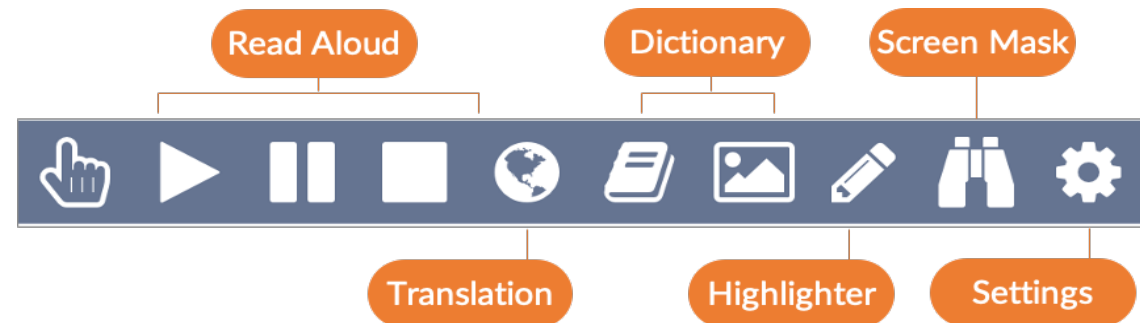 Read Aloud
Dictionary
Screen Mask
Translation
Highlighter
Settings